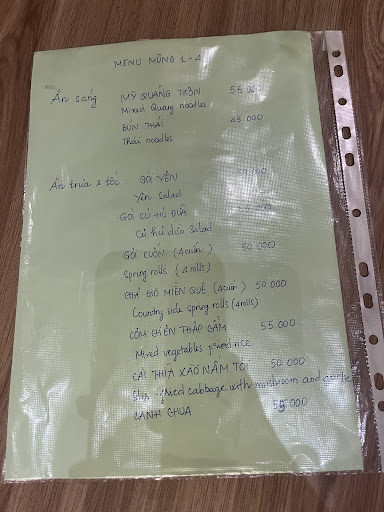 MENU MỒNG 1-4
Ăn sáng MỲ QUẢNG TRỘN 55.000
Mixed Quang noodles
BÚN THÁI 45.000
Thái noodles
Ăn trưa & tối: GỎI YẾN
Yến Salad
GỎI CỦ HỦ DỪA
Củ hủ dừa Salad
GỎI CUỐN (4 cuốn) 50.000
Spring rolls (4 rolls)
CHẢ GIÒ MIỀN QUÊ (4 cuốn) 50.000
Country side spring rolls (4 rolls)
CƠM CHIÊN THẬP CẨM 55.000
Mixed vegetables fried rice
CẢI THÌA XÀO NẤM TỎI 50.000
fried cabbage with mushroom and
CANH CHUA 55.000